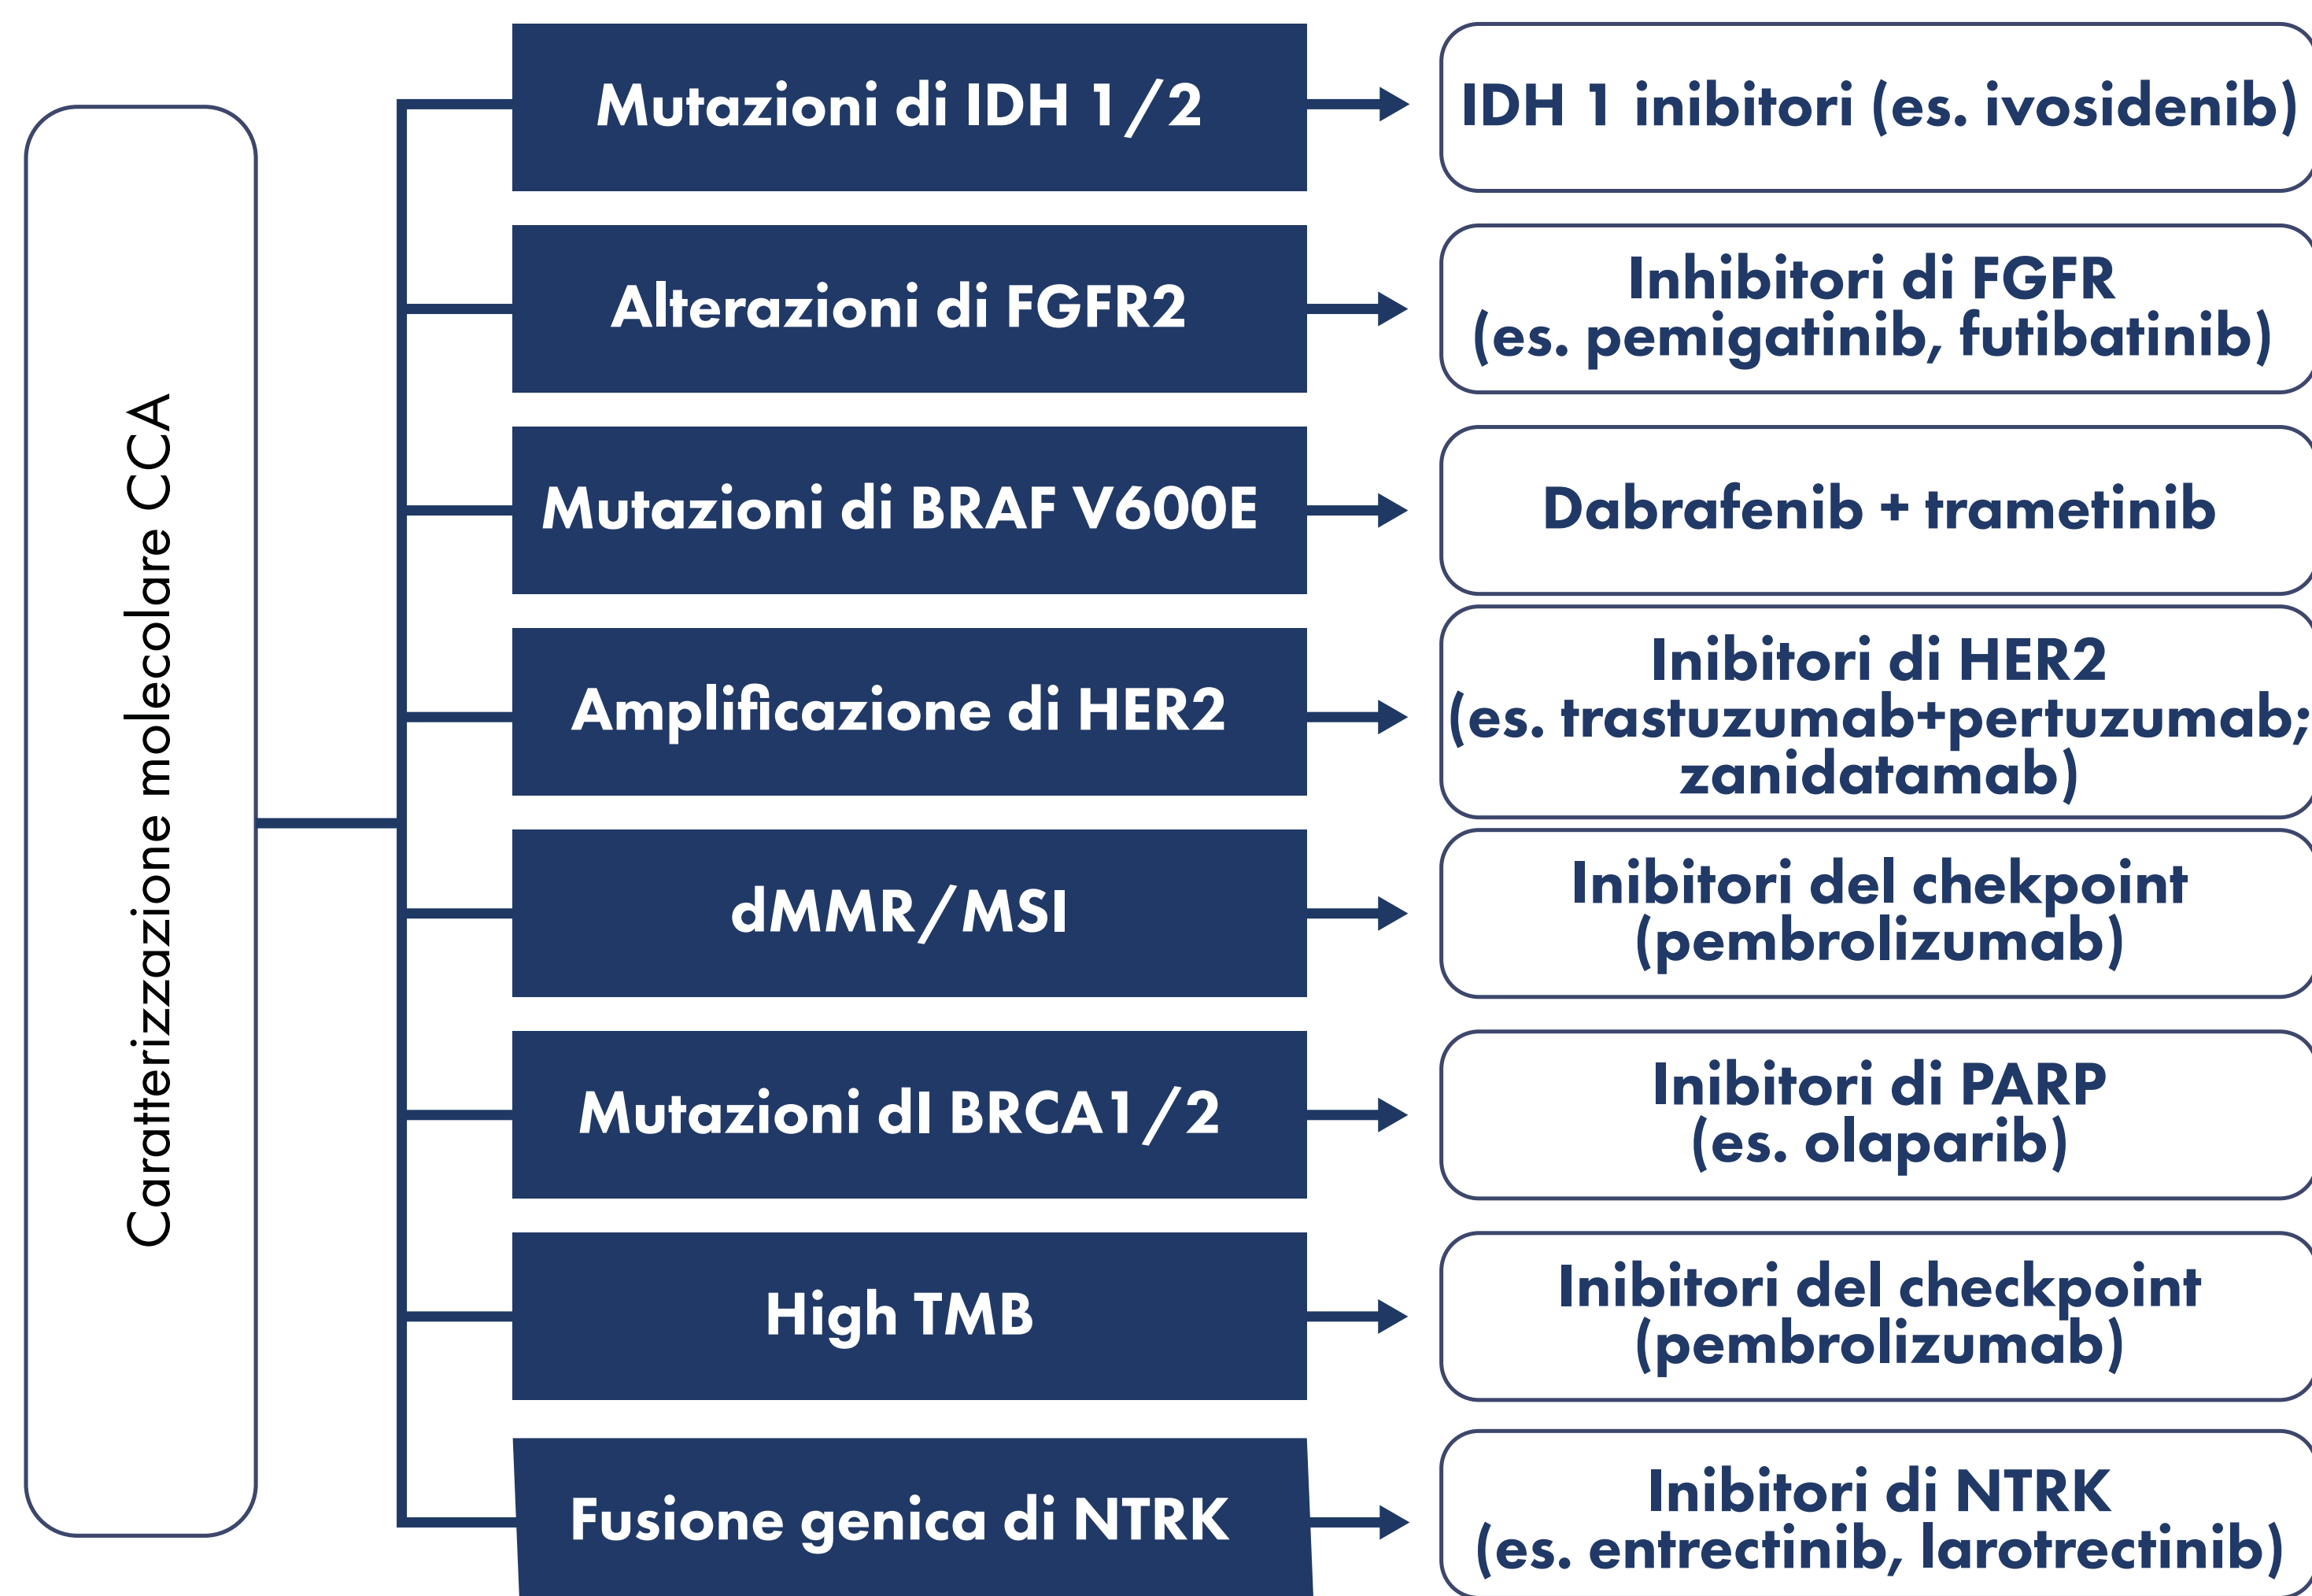 Caratterizzazione molecolare CCA
Mutazioni di IDH 1/2
IDH 1 inibitori (es. ivosidenib)
Alterazioni di FGFR2
Inhibitori di FGFR
(es. pemigatinib, futibatinib)
Mutazioni di BRAF V600E
Dabrafenib + trametinib
Amplificazione di HER2
Inibitori di HER2
(es. trastuzumab+pertuzumab;
zanidatamab)
dMMR/MSI
Inibitori del chekpoint
(pembrolizumab)
Mutazioni dI BRCA1/2
Inibitori di PARP
(es. olaparib)
High TMB
Inibitori del checkpoint
(pembrolizumab)
Fusione genica di NTRK
Inibitori di NTRK
(es. entrectinib, larotrectinib)